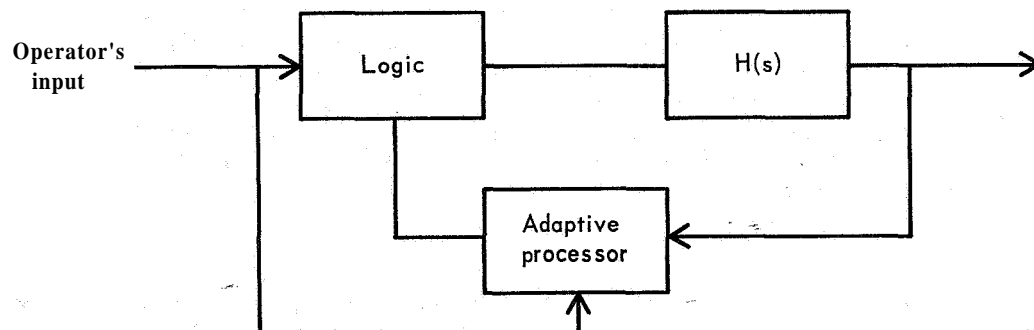 Operator's
input
Logic
H(s)
Adaptive
processor